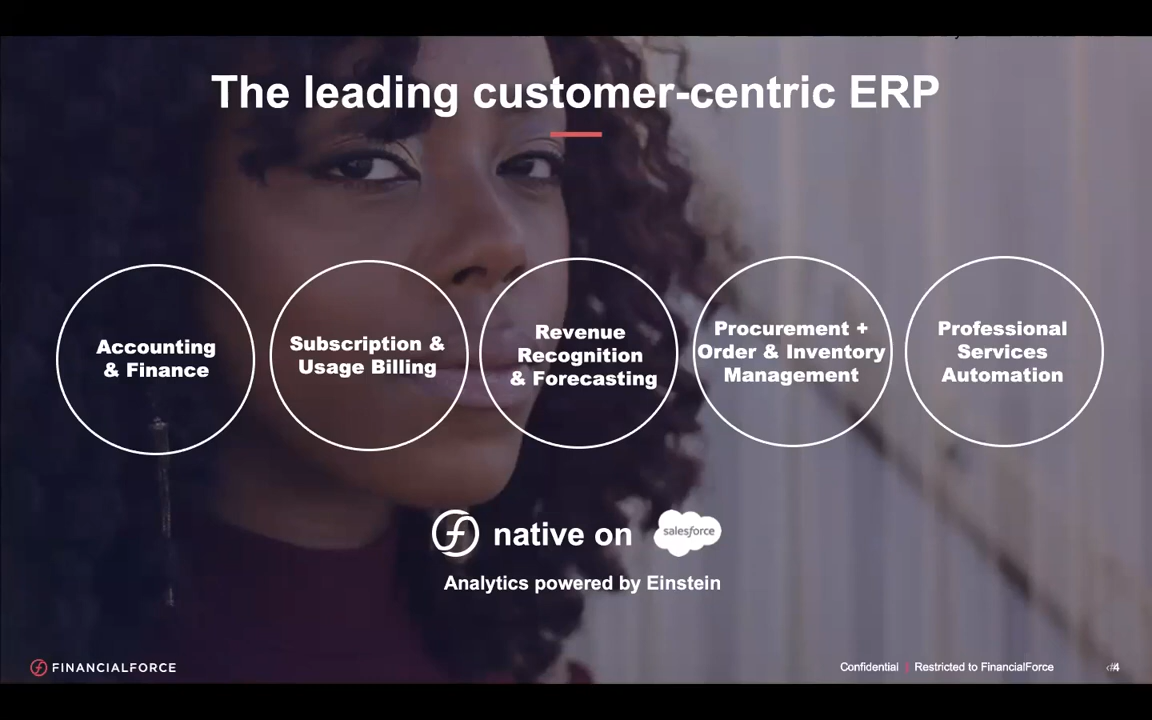 The leading customer-centric ERP
Accounting
& Finance
Subscription &
Usage Billing
Revenue
Recognition
& Forecasting
Procurement +
Order & Inventory
Management
Professional
Services
Automation
native on salesforce
Analytics powered by Einstein
FINANCIALFORCE
Confidential | Restricted to FinancialForce
4